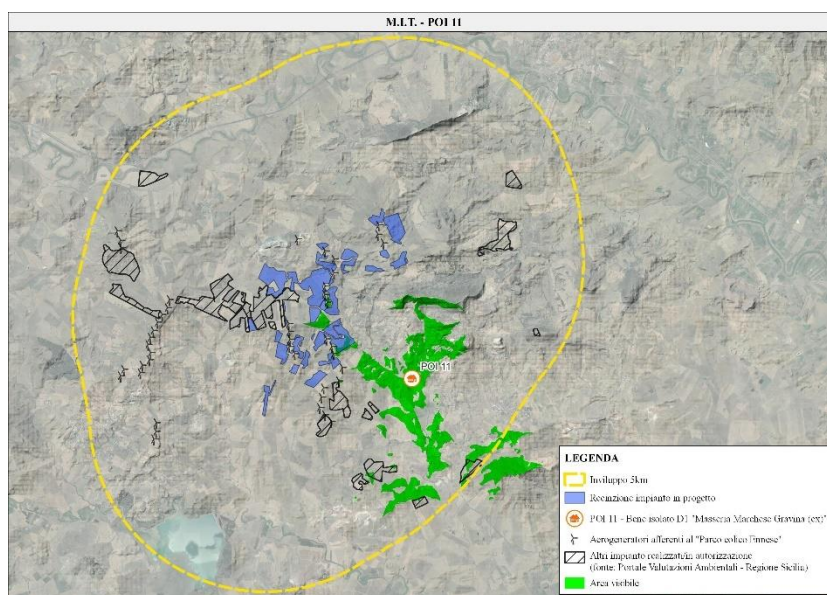 M.I.T. - POI 11
POI 11
LEGENDA
Inviluppo 5km
Recinzione impianto in progetto
POI 11 - Bene isolato D1 "Masseria Marchese Gravina (ex)"
Aerogeneratori afferenti al "Parco eolico Ennese"
Altri impianto realizzati/in autorizzazione
(fonte: Portale Valutazioni Ambientali - Regione Sicilia)
Area visibile